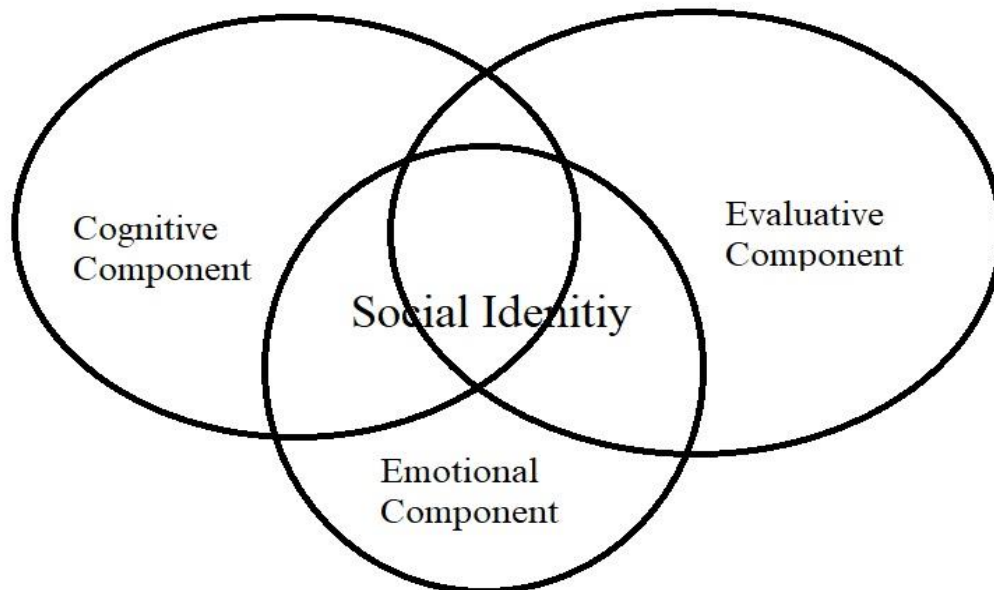 Cognitive
Component
Evaluative
Component
Social Idenitiy
Emotional
Component